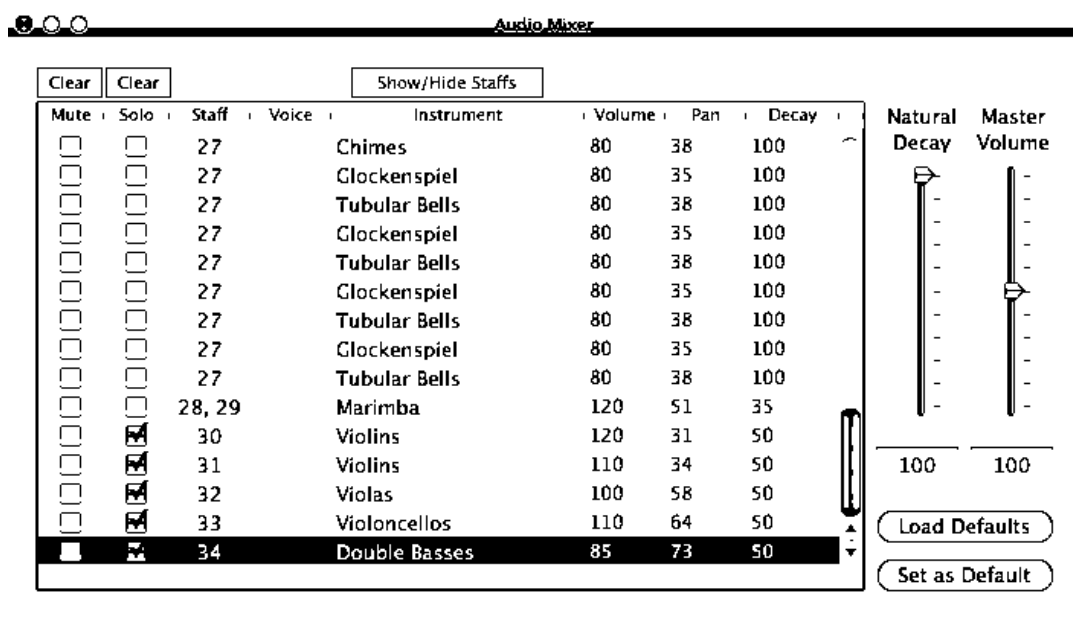 Audio Mixer
Clear Clear Show/Hide Staffs
Mute Solo Staff Voice Instrument Volume Pan Decay
27 Chimes 80 38 100
27 Glockenspiel 80 35 100
27 Tubular Bells 80 38 100
27 Glockenspiel 80 35 100
27 Tubular Bells 80 38 100
27 Glockenspiel 80 35 100
27 Tubular Bells 80 38 100
27 Glockenspiel 80 35 100
27 Tubular Bells 80 38 100
28, 29 Marimba 120 51 35
30 Violins 120 31 50
31 Violins 110 34 50
32 Violas 100 58 50
33 Violoncellos 110 64 50
34 Double Basses 85 73 50
Natural Decay
Master Volume
100 100
Load Defaults
Set as Default